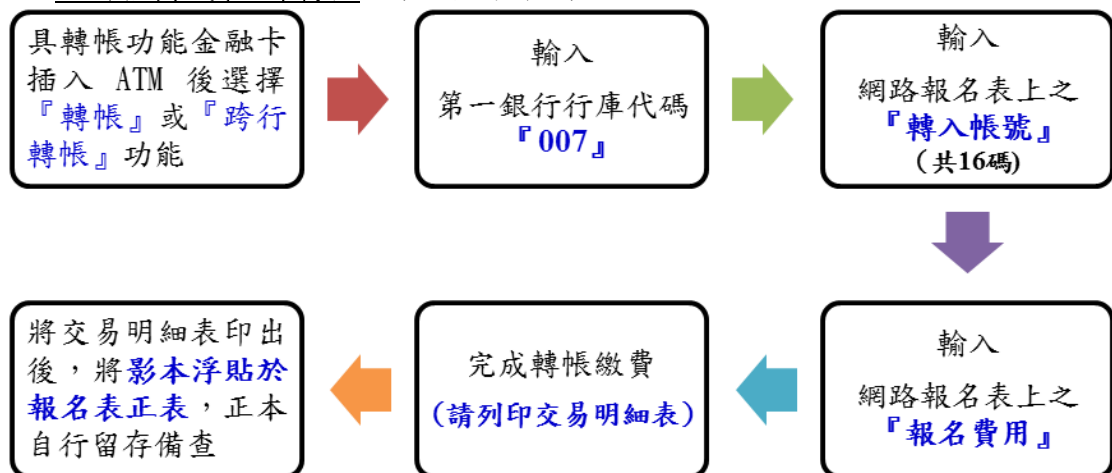 具轉帳功能金融卡
插入 ATM 後選擇
『轉帳』或『跨行
轉帳』功能
輸入
第一銀行行庫代碼
『007』
輸入
網路報名表上之
『轉入帳號』
(共16碼)
輸入
網路報名表上之
『報名費用』
完成轉帳繳費
(請列印交易明細表)
將交易明細表印出
後，將影本浮貼於
報名表正表，正本
自行留存備查